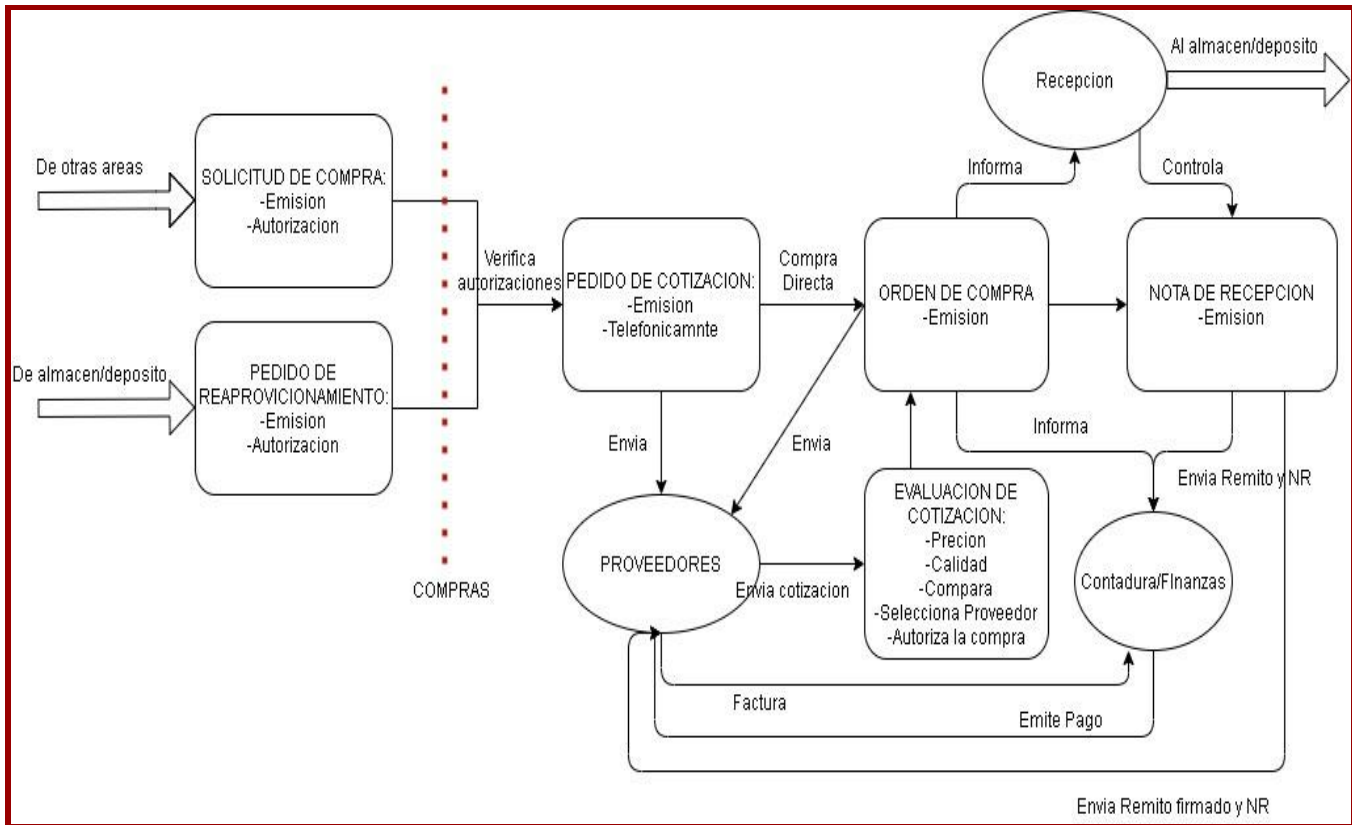 Recepcion
Al almacen/deposito
De otras areas
SOLICITUD DE COMPRA:
-Emision
-Autorizacion
Informa
Controla
Verifica
autorizaciones
PEDIDO DE COTIZACION:
-Emision
-Telefonicamnte
Compra
Directa
ORDEN DE COMPRA
-Emision
NOTA DE RECEPCION
-Emision
De almacen/deposito
PEDIDO DE
REAPROVICIONAMIENTO:
-Emision
-Autorizacion
Envia
Envia
Informa
Envia Remito y NR
EVALUACION DE
COTIZACION:
-Precion
-Calidad
-Compara
-Selecciona Proveedor
-Autoriza la compra
PROVEEDORES
Envia cotizacion
Contadura/FInanzas
COMPRAS
Factura
Emite Pago
Envia Remito firmado y NR